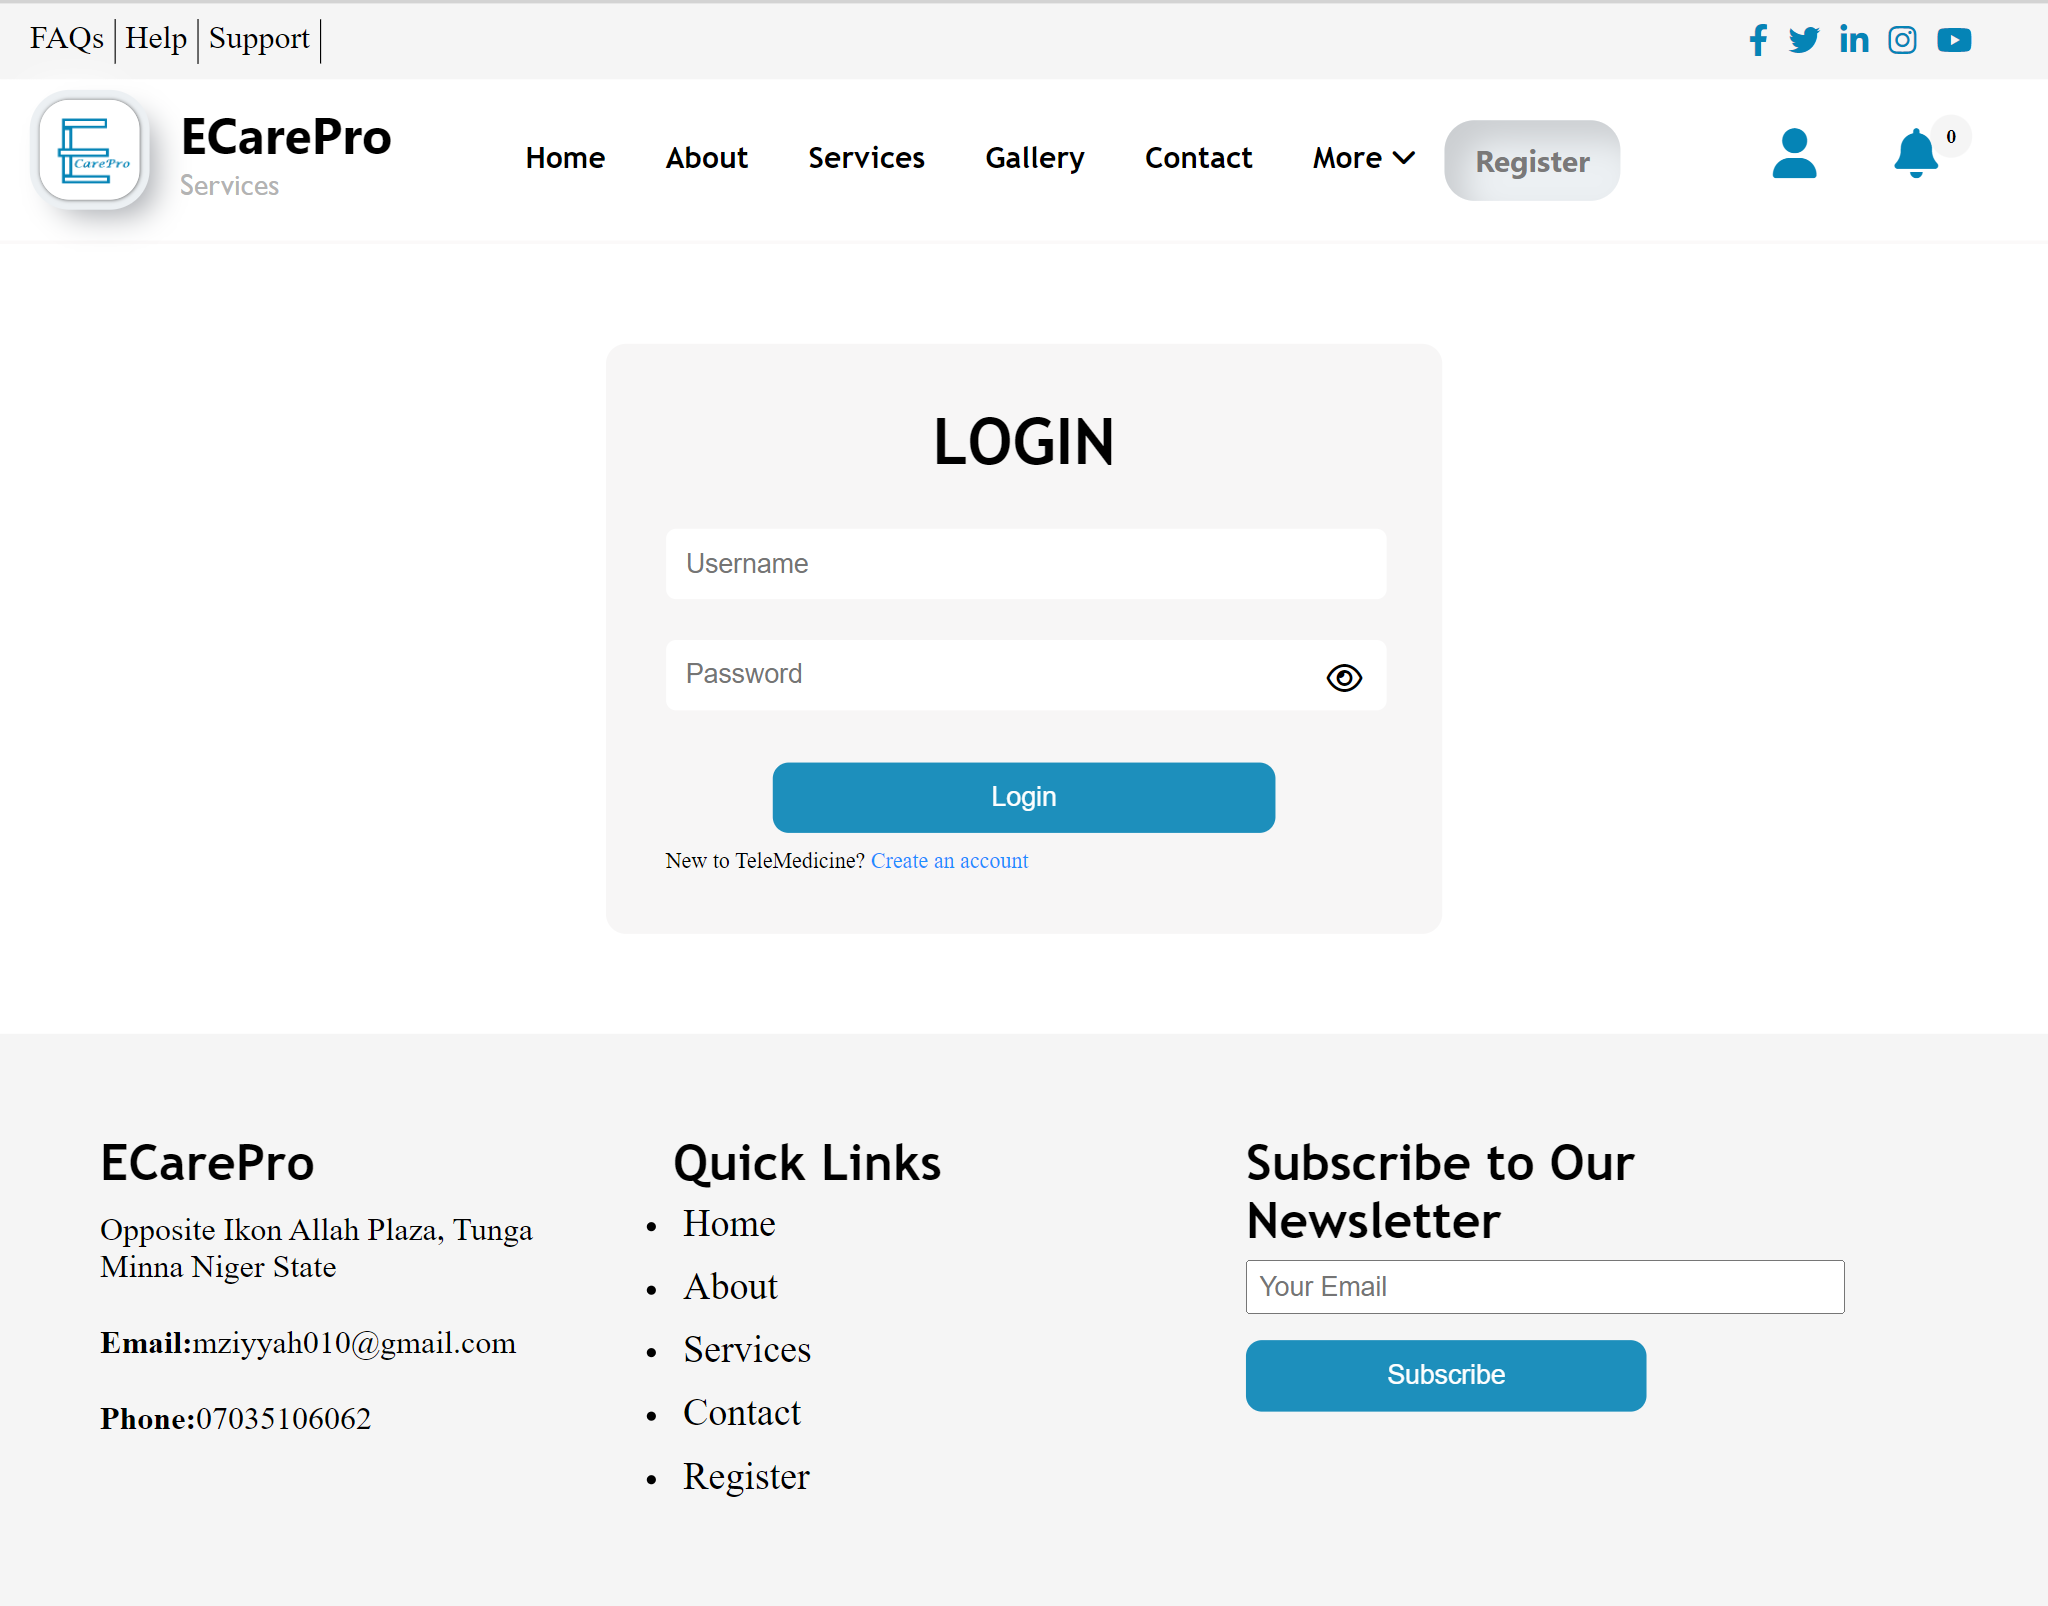 FAQs Help Support
CarePro
ECarePro
Services
Home About Services Gallery Contact More Register 0
LOGIN
Username
Password
Login
New to TeleMedicine? Create an account
ECarePro
Opposite Ikon Allah Plaza, Tunga
Minna Niger State
Email:mziyyah010@gmail.com
Phone:07035106062
Quick Links
Home
About
Services
Contact
Register
Subscribe to Our
Newsletter
Your Email
Subscribe